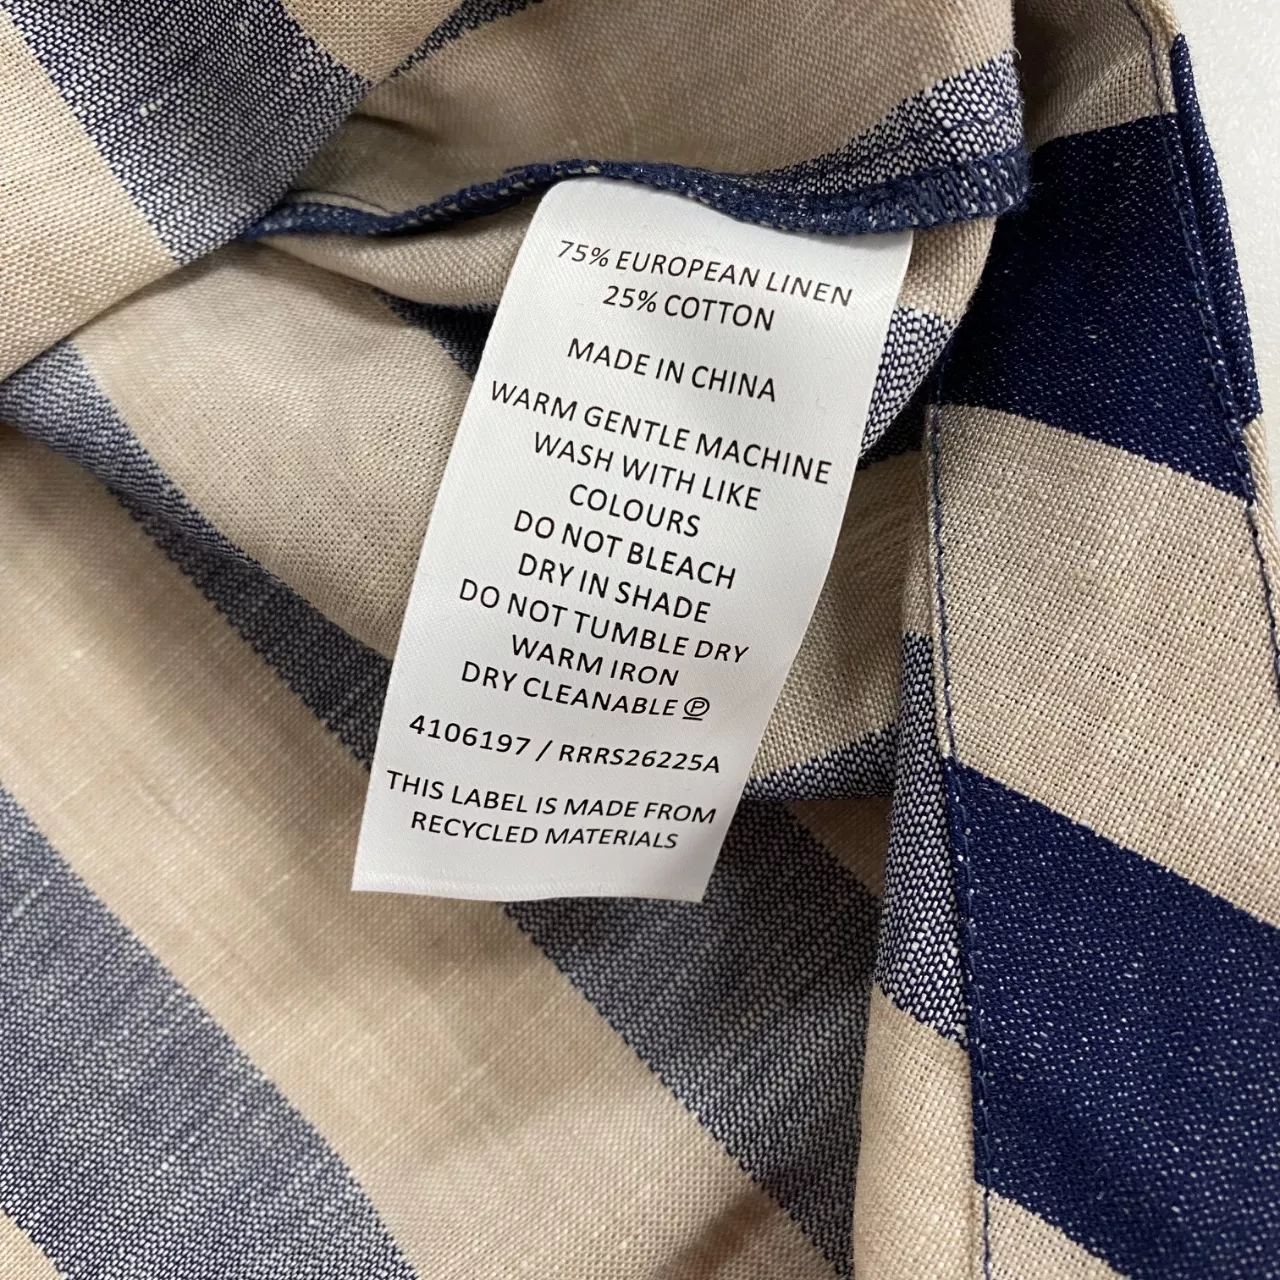 75% EUROPEAN LINEN
25% COTTON
MADE IN CHINA
WARM GENTLE MACHINE
WASH WITH LIKE
COLOURS
DO NOT BLEACH
DRY IN SHADE
DO NOT TUMBLE DRY
WARM IRON
DRY CLEANABLE Ⓟ
4106197 / RRRS26225A
THIS LABEL IS MADE FROM
RECYCLED MATERIALS